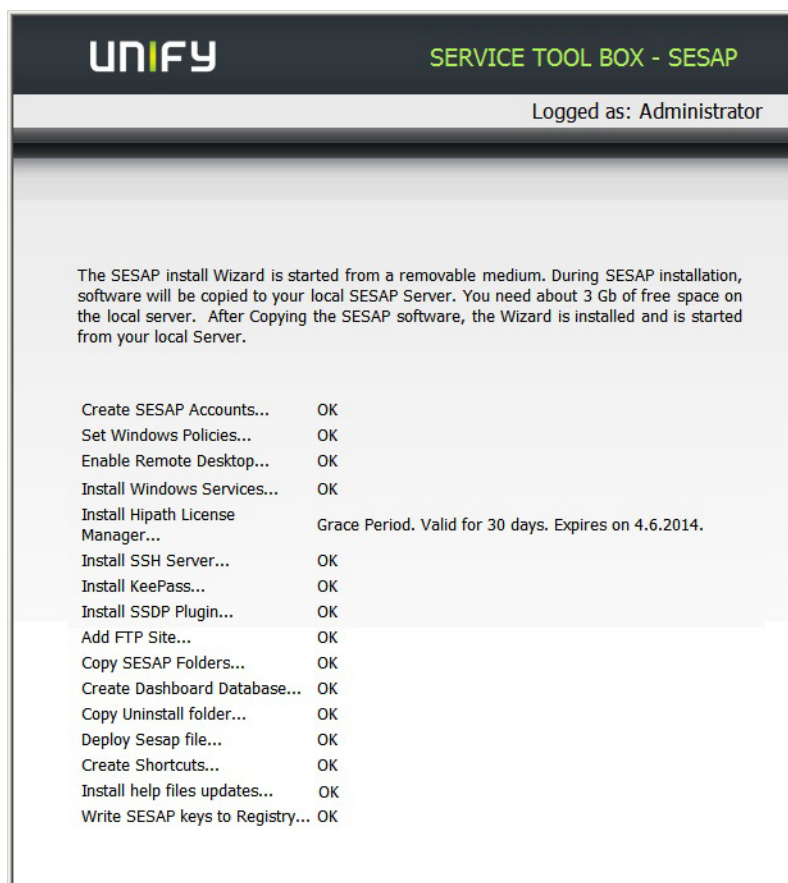 UNIFY
SERVICE TOOL BOX - SESAP
Logged as: Administrator
The SESAP install Wizard is started from a removable medium. During SESAP installation,
software will be copied to your local SESAP Server. You need about 3 Gb of free space on
the local server. After Copying the SESAP software, the Wizard is installed and is started
from your local Server.
Create SESAP Accounts... OK
Set Windows Policies... OK
Enable Remote Desktop... OK
Install Windows Services... OK
Install Hipath License
Manager... Grace Period. Valid for 30 days. Expires on 4.6.2014.
Install SSH Server... OK
Install KeePass... OK
Install SSDP Plugin... OK
Add FTP Site... OK
Copy SESAP Folders... OK
Create Dashboard Database... OK
Copy Uninstall folder... OK
Deploy Sesap file... OK
Create Shortcuts... OK
Install help files updates... OK
Write SESAP keys to Registry... OK